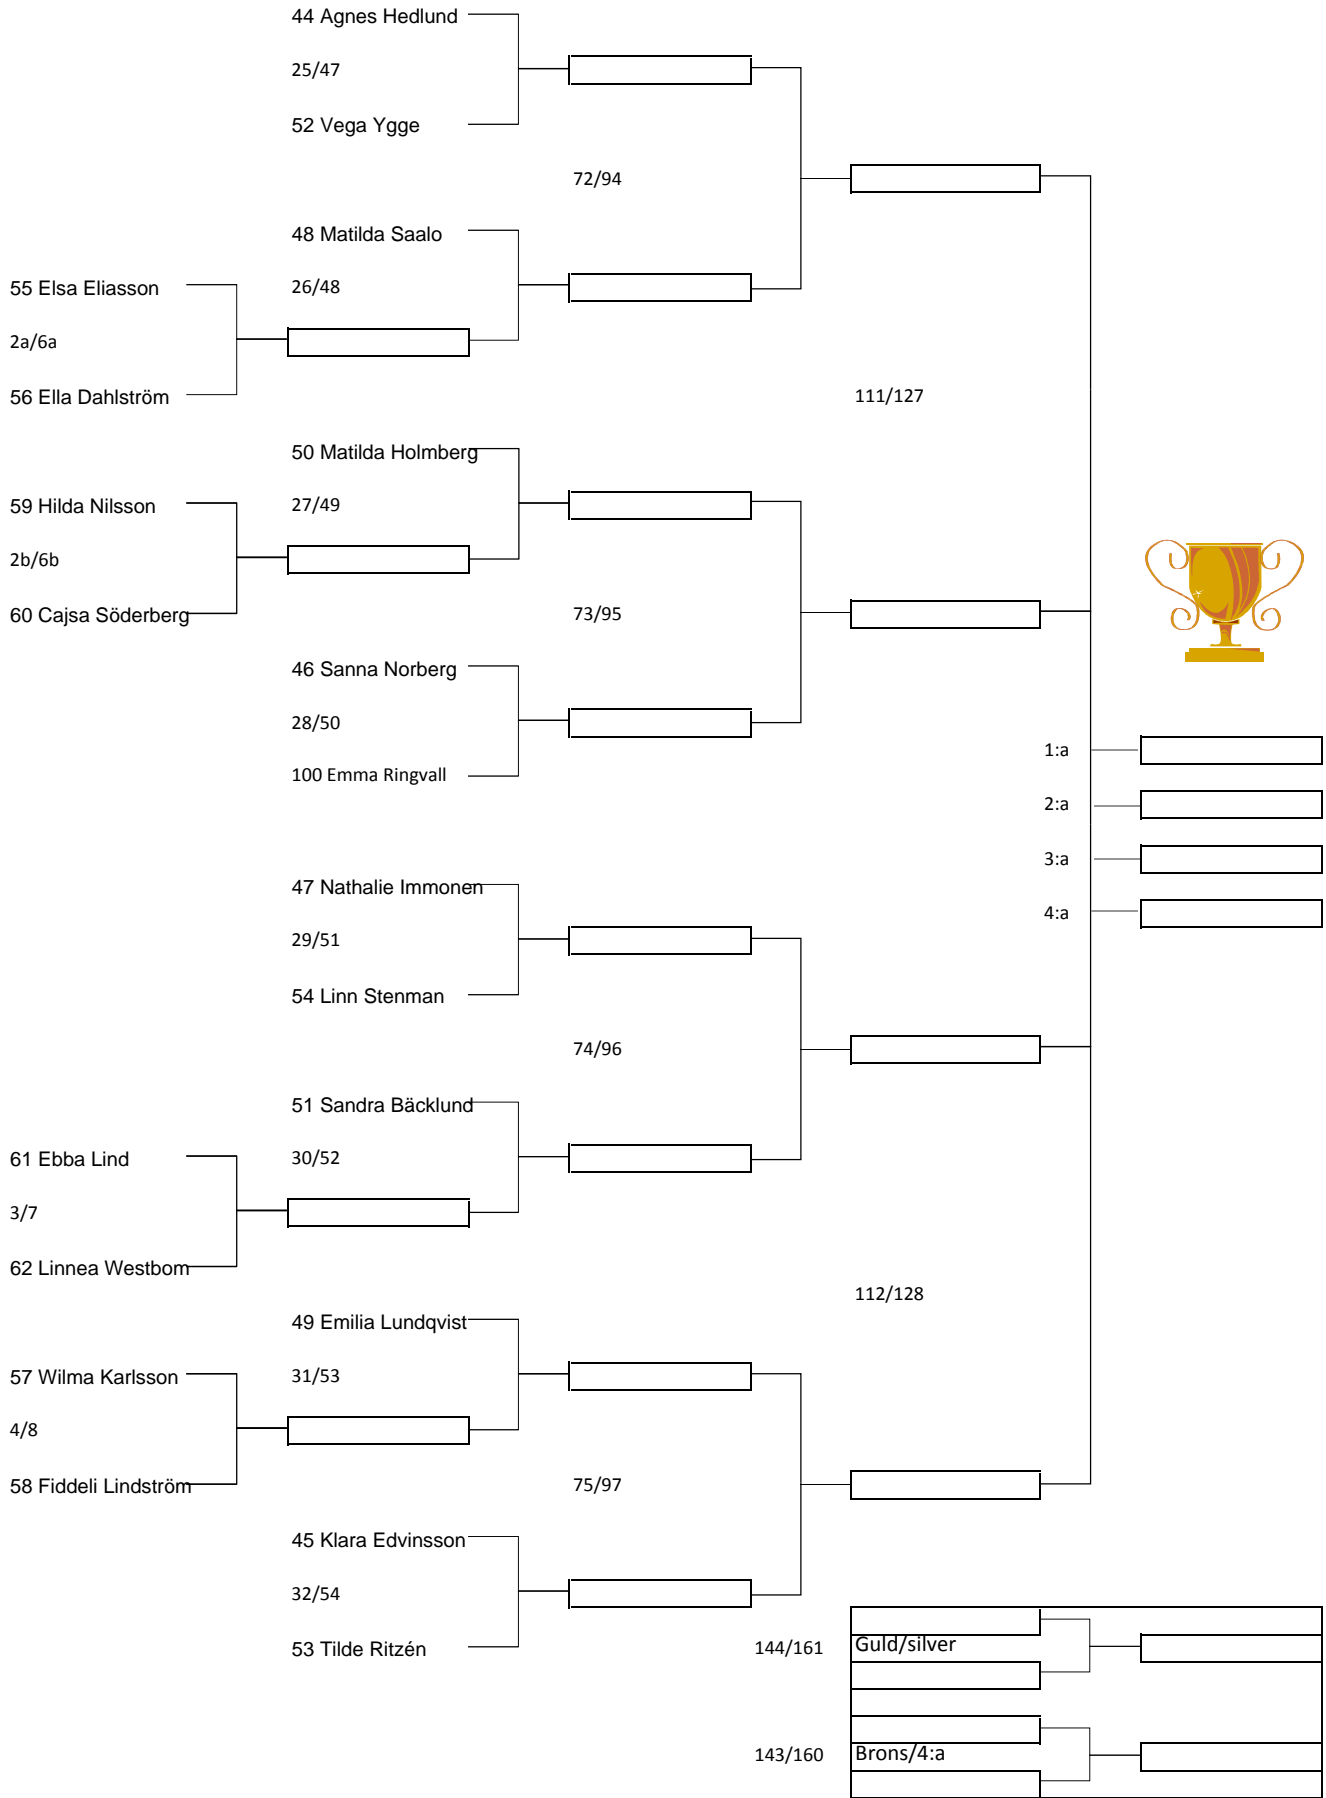 44 Agnes Hedlund
25/47
52 Vega Ygge
72/94
48 Matilda Saalo
55 Elsa Eliasson
26/48
2a/6a
56 Ella Dahlström
111/127
50 Matilda Holmberg
59 Hilda Nilsson
27/49
2b/6b
60 Cajsa Söderberg
73/95
46 Sanna Norberg
28/50
1:a
100 Emma Ringvall
2:a
3:a
47 Nathalie Immonen
4:a
29/51
54 Linn Stenman
74/96
51 Sandra Bäcklund
61 Ebba Lind
30/52
3/7
62 Linnea Westbom
112/128
49 Emilia Lundqvist
57 Wilma Karlsson
31/53
4/8
58 Fiddeli Lindström
75/97
45 Klara Edvinsson
32/54
53 Tilde Ritzén
144/161 Guld/silver
143/160 Brons/4:a